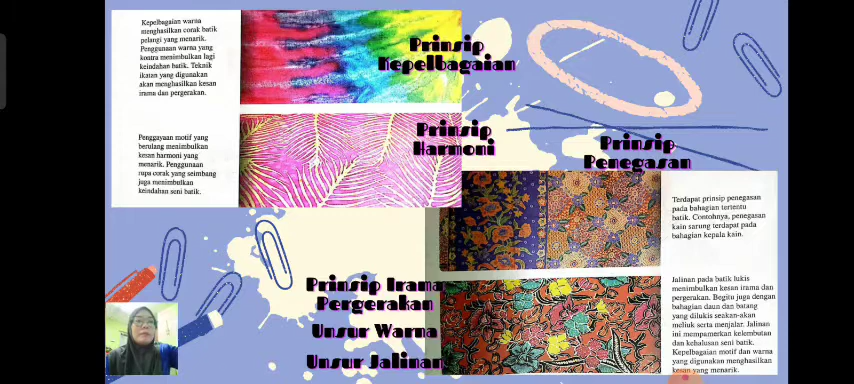 Kepelbagaian warna
menghasilkan corak batik
pelangi yang menarik.
Penggunaan warna yang
kontra menimbulkan lagi
keindahan batik. Teknik
ikatan yang digunakan
akan menghasilkan kesan
irama dan pergerakan.
Prinsip
Kepelbagaian
Penggayaan motif yang
berulang menimbulkan
kesan harmoni yang
menarik. Penggunaan
rupa corak yang seimbang
juga menimbulkan
keindahan seni batik.
Prinsip
Harmoni
Prinsip
Penegasan
Terdapat prinsip penegasan
pada bahagian tertentu
batik. Contohnya, penegasan
kain sarung terdapat pada
bahagian kepala kain.
Prinsip Irama
Pergerakan
Unsur Warna
Unsur Jalinan
Jalinan pada batik lukis
menimbulkan kesan irama dan
pergerakan. Begitu juga dengan
bahagian daun dan batang
yang dilukis seakan-akan
meliuk serta menjalar. Jalinan
ini mempamerkan kelembutan
dan kehalusan seni batik.
Kepelbagaian motif dan warna
yang digunakan menghasilkan
kesan yang menarik.